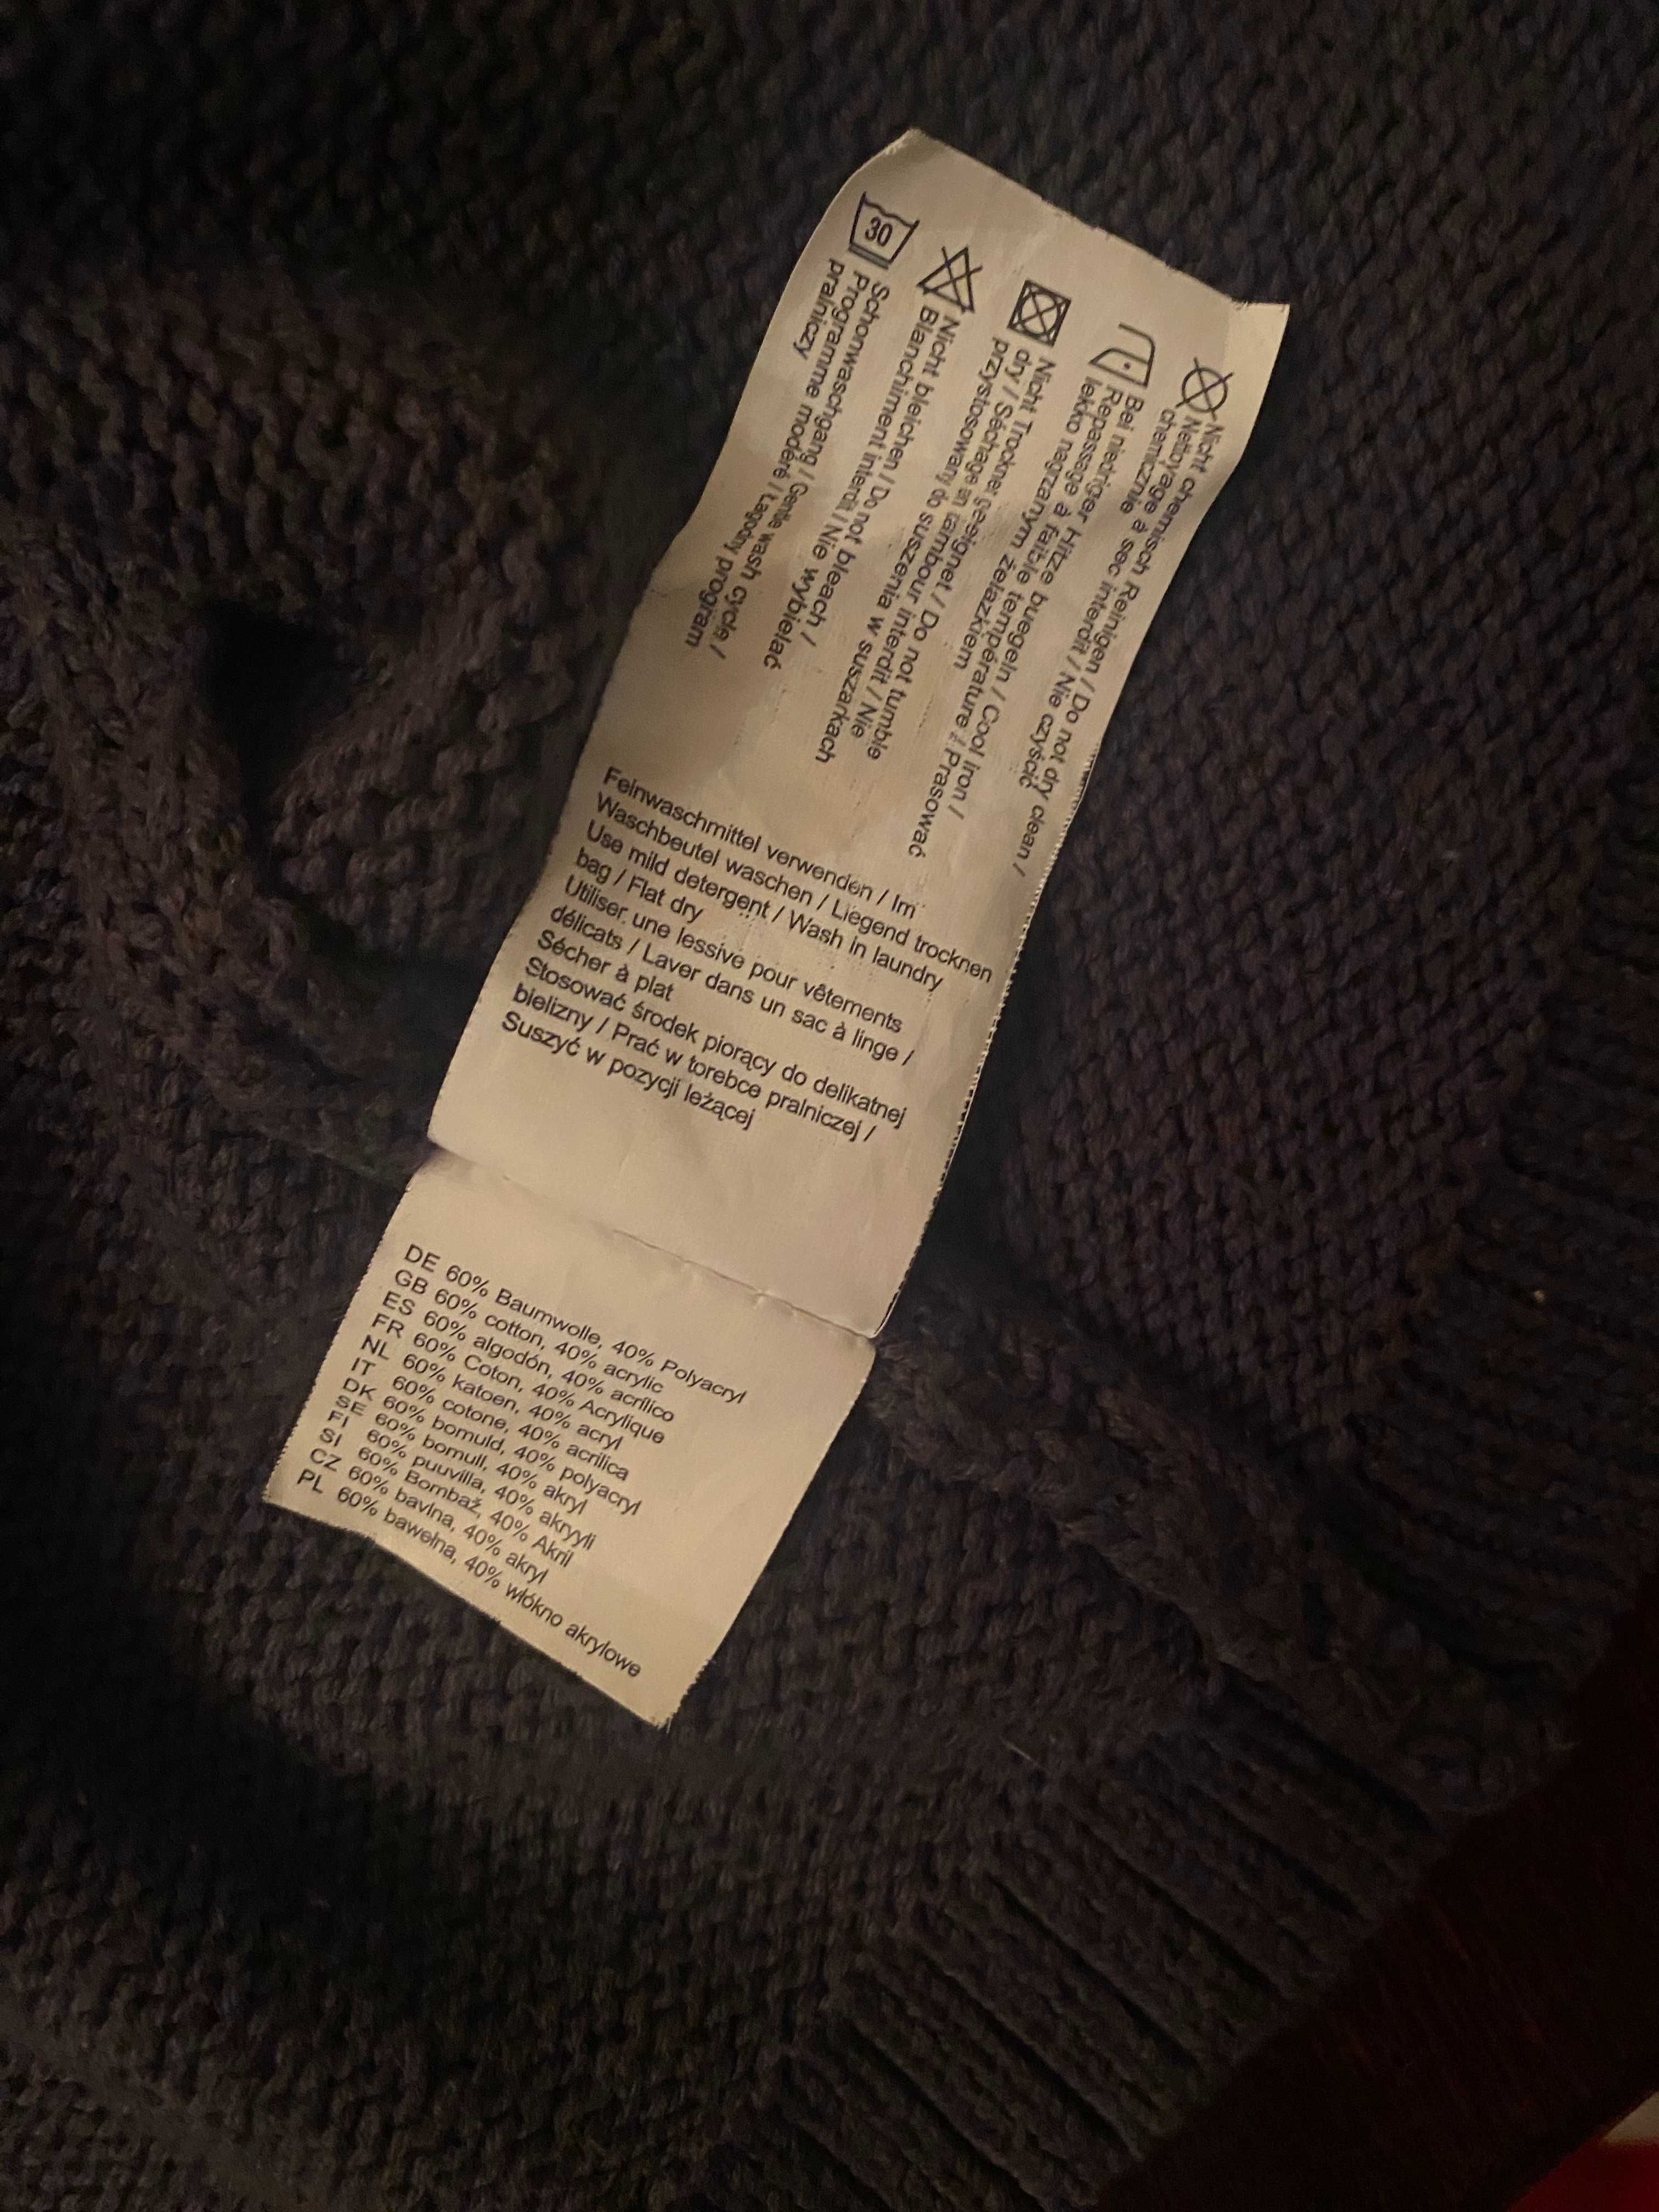 30
Schonwaschgang / Gentle wash cycle /
Programme modéré / Łagodny program
pralniczy
Nicht bleichen / Do not bleach /
Blanchiment interdit / Nie wybielać
Nicht Trockner geeignet / Do not tumble
dry / Séchage en tambour interdit / Nie
przystosowany do suszenia w suszarkach
Bei niedriger Hitze buegeln / Cool iron /
Repassage à faible température / Prasować
lekko nagrzanym żelazkiem
Nicht chemisch Reinigen / Do not dry clean /
Nettoyage à sec interdit / Nie czyścić
chemicznie
Feinwaschmittel verwenden / Im
Waschbeutel waschen / Liegend trocknen
Use mild detergent / Wash in laundry
bag / Flat dry
Utiliser une lessive pour vêtements
délicats / Laver dans un sac à linge /
Sécher à plat
Stosować środek piorący do delikatnej
bielizny / Prać w torebce pralniczej /
Suszyć w pozycji leżącej
DE 60% Baumwolle, 40% Polyacryl
GB 60% cotton, 40% acrylic
ES 60% algodón, 40% acrílico
FR 60% Coton, 40% Acrylique
NL 60% katoen, 40% acryl
IT 60% cotone, 40% acrilica
DK 60% bomuld, 40% polyacryl
SE 60% bomull, 40% akryl
FI 60% puuvilla, 40% akryyli
SI 60% Bombaž, 40% Akril
CZ 60% bavlna, 40% akryl
PL 60% bawełna, 40% włókno akrylowe